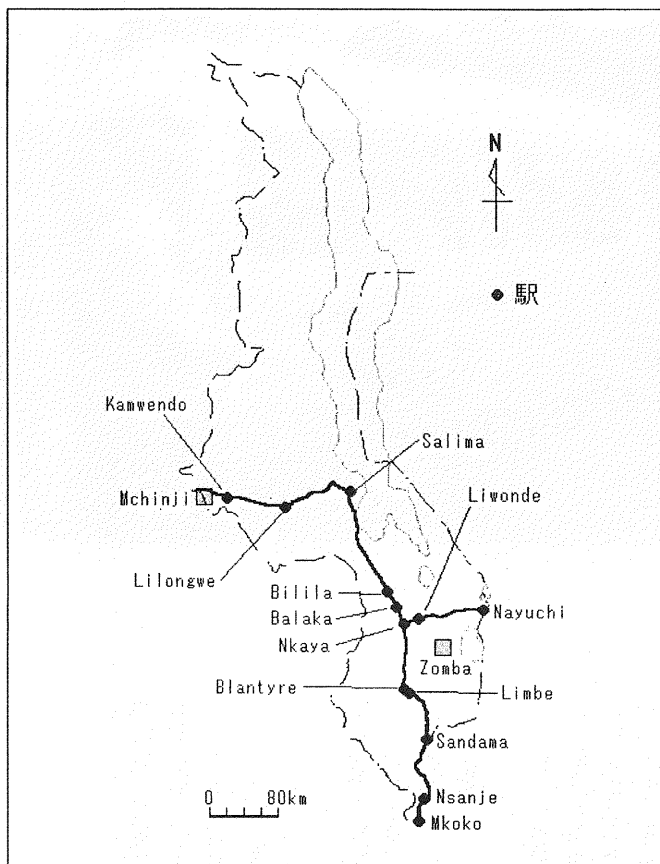 N
駅
Kamwendo
Salima
Mchinji
Liwonde
Lilongwe
Bilila
Balaka
Nayuchi
Nkaya
Zomba
Blantyre
Limbe
Sandama
0 80km
Nsanje
Mkoko